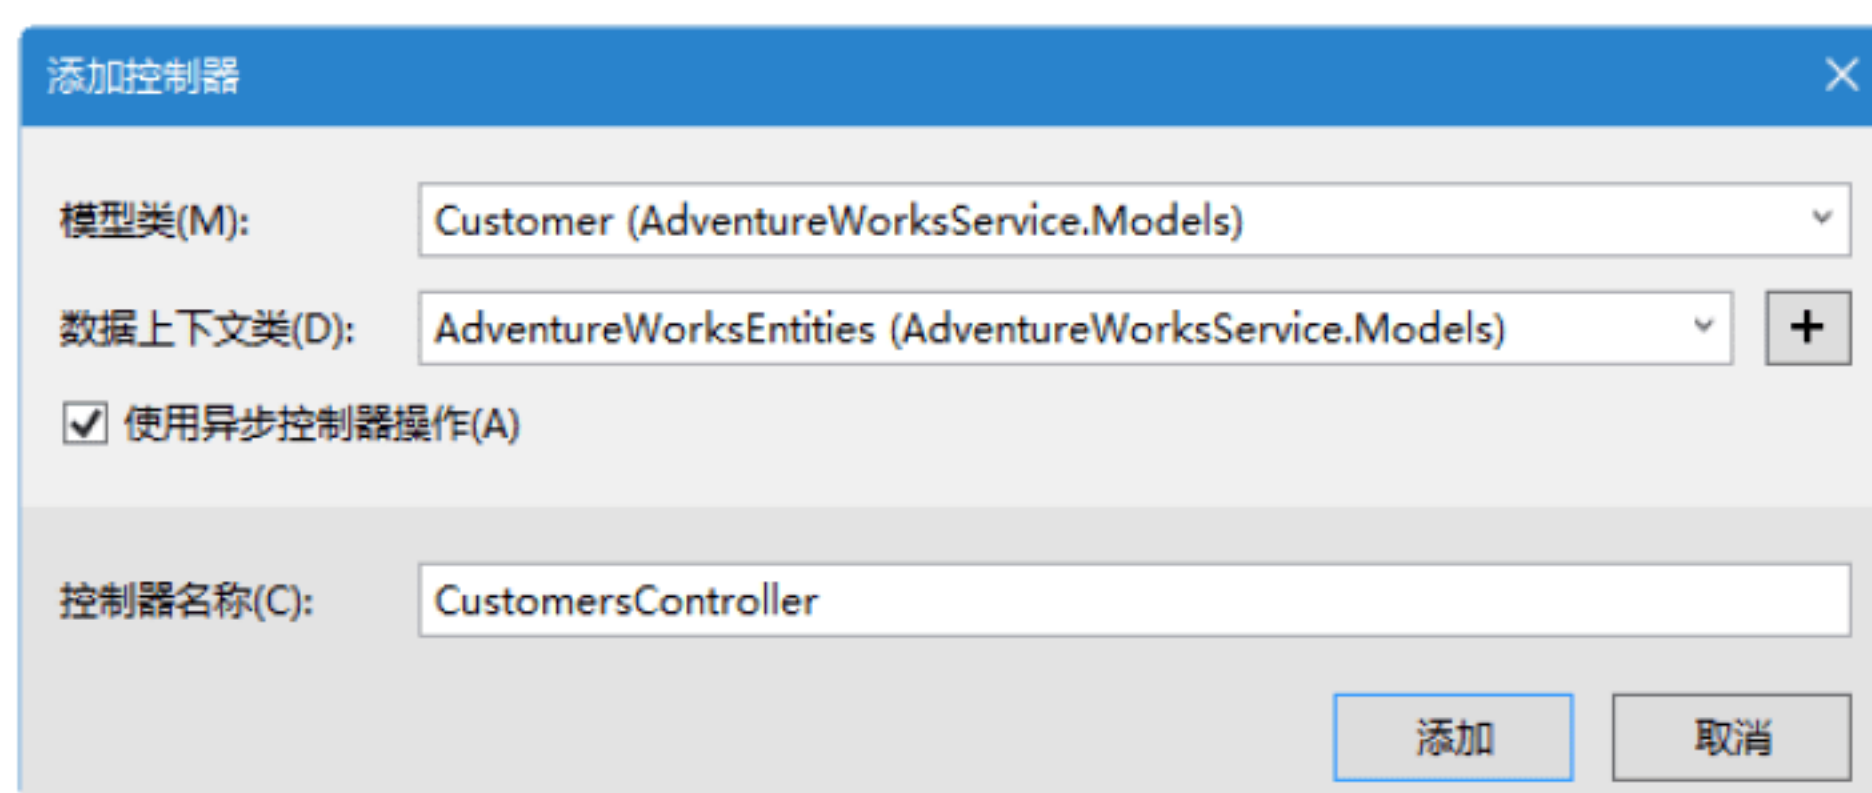 添加控制器
模型类(M): Customer (AdventureWorksService.Models)
数据上下文类(D): AdventureWorksEntities (AdventureWorksService.Models)
使用异步控制器操作(A)
控制器名称(C): CustomersController
添加 取消